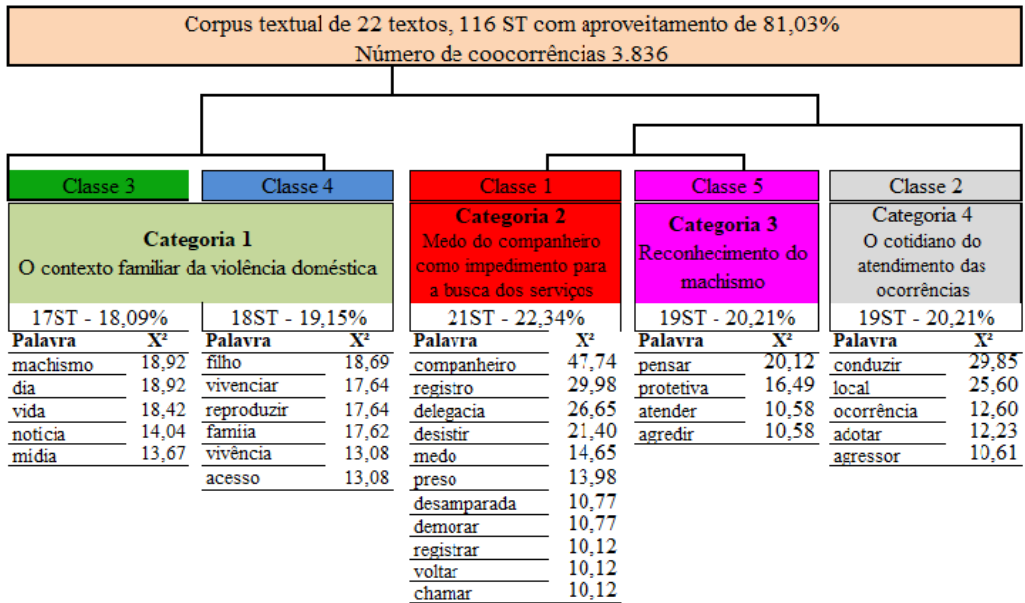 Corpus textual de 22 textos, 116 ST com aproveitamento de 81,03%
Número de coocorrências 3.836
Classe 3
Classe 4
Categoria 1
O contexto familiar da violência doméstica
17ST - 18,09%
18ST - 19,15%
Palavra X²
machismo 18,92
dia 18,92
vida 18,42
noticia 14,04
midia 13,67
Palavra X²
filho 18,69
vivenciar 17,64
reproduzir 17,64
famiia 17,62
vivência 13,08
acesso 13,08
Classe 1
Categoria 2
Medo do companheiro
como impedimento para
a busca dos serviços
21ST - 22,34%
Palavra X²
companheiro 47,74
registro 29,98
delegacia 26,65
desistir 21,40
medo 14,65
preso 13,98
desamparada 10,77
demorar 10,77
registrar 10,12
voltar 10,12
chamar 10,12
Classe 5
Categoria 3
Reconhecimento do
machismo
19ST - 20,21%
Palavra X²
pensar 20,12
protetiva 16,49
atender 10,58
agredir 10,58
Classe 2
Categoria 4
O cotidiano do
atendimento das
ocorrências
19ST - 20,21%
Palavra X²
conduzir 29,85
local 25,60
ocorrência 12,60
adotar 12,23
agressor 10,61